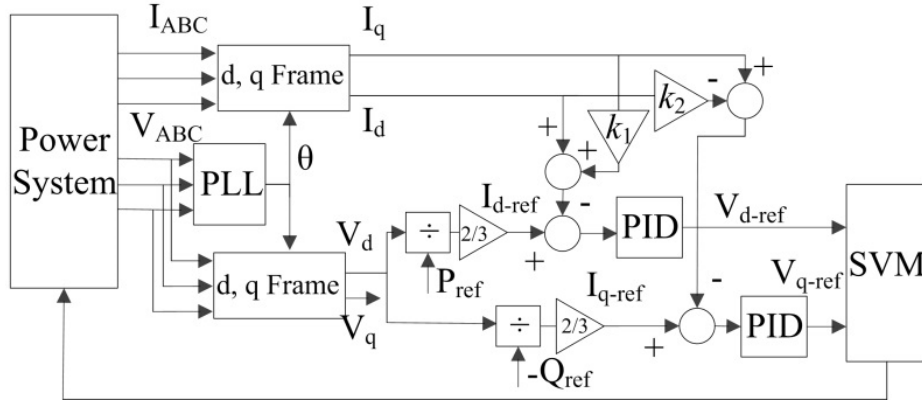 I_ABC
I_q
d, q Frame
k_2
-
+
I_d
k_1
V_ABC
+
+
Power
System
PLL
θ
-
I_d-ref
PID
V_d-ref
V_d
÷
2/3
+
SVM
d, q Frame
P_ref
I_q-ref
-
V_q-ref
V_q
÷
2/3
+
PID
-Q_ref